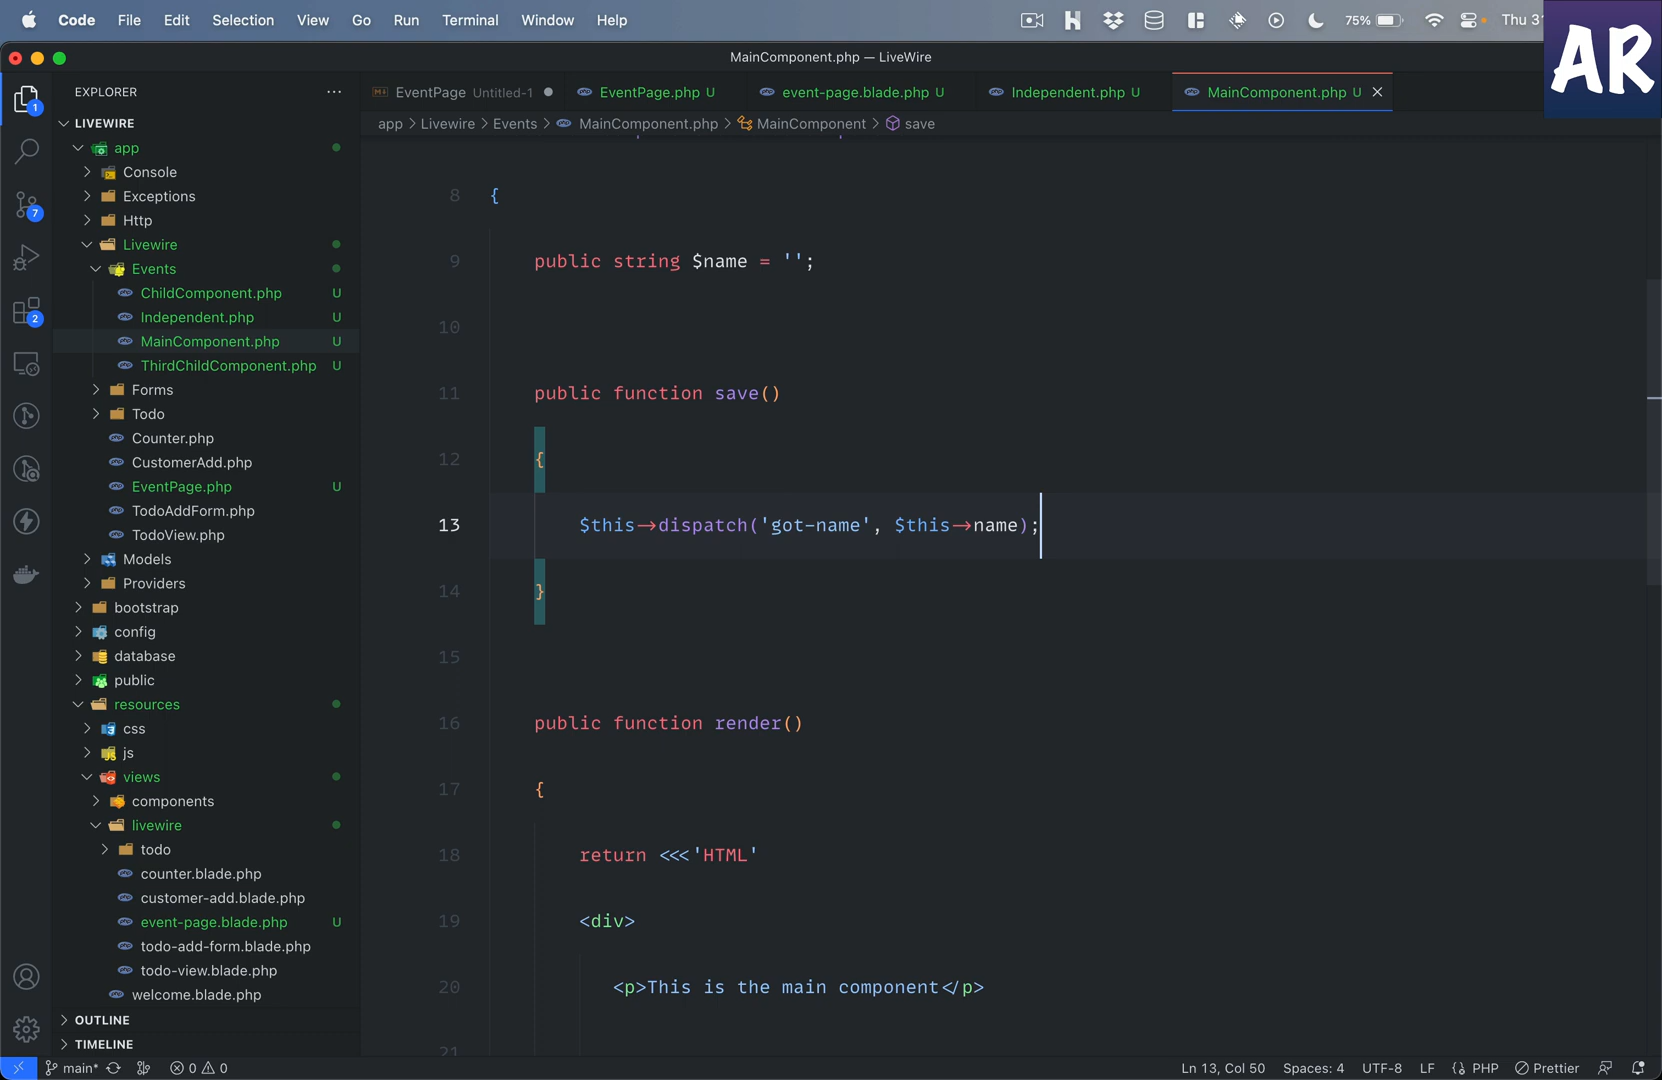 Code File Edit Selection View Go Run Terminal Window Help 75% Thu 31
AR
MainComponent.php — LiveWire
EXPLORER
EventPage Untitled-1 EventPage.php U event-page.blade.php U Independent.php U MainComponent.php U
app > Livewire > Events > MainComponent.php > MainComponent > save
LIVEWIRE
app
Console
Exceptions
Http
Livewire
Events
ChildComponent.php U
Independent.php U
MainComponent.php U
ThirdChildComponent.php U
Forms
Todo
Counter.php
CustomerAdd.php
EventPage.php U
TodoAddForm.php
TodoView.php
Models
Providers
bootstrap
config
database
public
resources
css
js
views
components
livewire
todo
counter.blade.php
customer-add.blade.php
event-page.blade.php U
todo-add-form.blade.php
todo-view.blade.php
welcome.blade.php
OUTLINE
TIMELINE
1
7
2
8 {
9 public string $name = '';
10
11 public function save()
12 {
13 $this->dispatch('got-name', $this->name);
14 }
15
16 public function render()
17 {
18 return <<<'HTML'
19 <div>
20 <p>This is the main component</p>
21
main* 0 0 Ln 13, Col 50 Spaces: 4 UTF-8 LF {} PHP Prettier